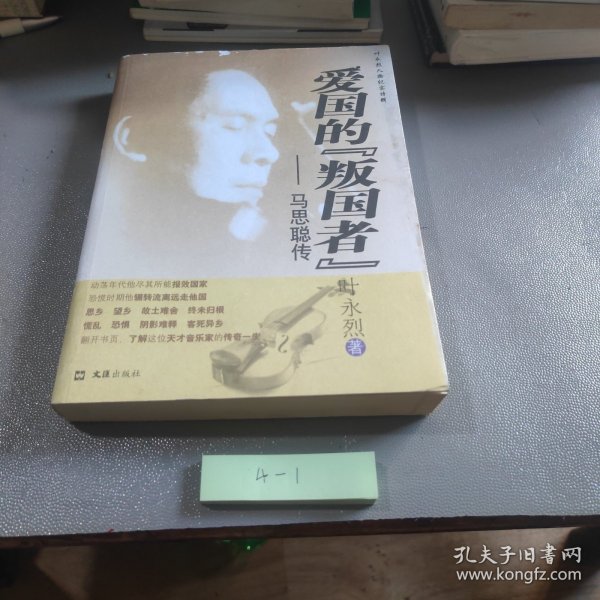 叶永烈人物纪实诗撰
爱国的『叛国者』
——马思聪传
叶永烈 著
动荡年代他尽其所能报效国家
恐慌时期他辗转流离远走他国
思乡 望乡 故土难舍 终未归根
慌乱 恐惧 阴影难释 客死异乡
翻开书页,了解这位天才音乐家的传奇一生
文匯出版社
4-1
孔夫子旧书网
www.kongfz.com